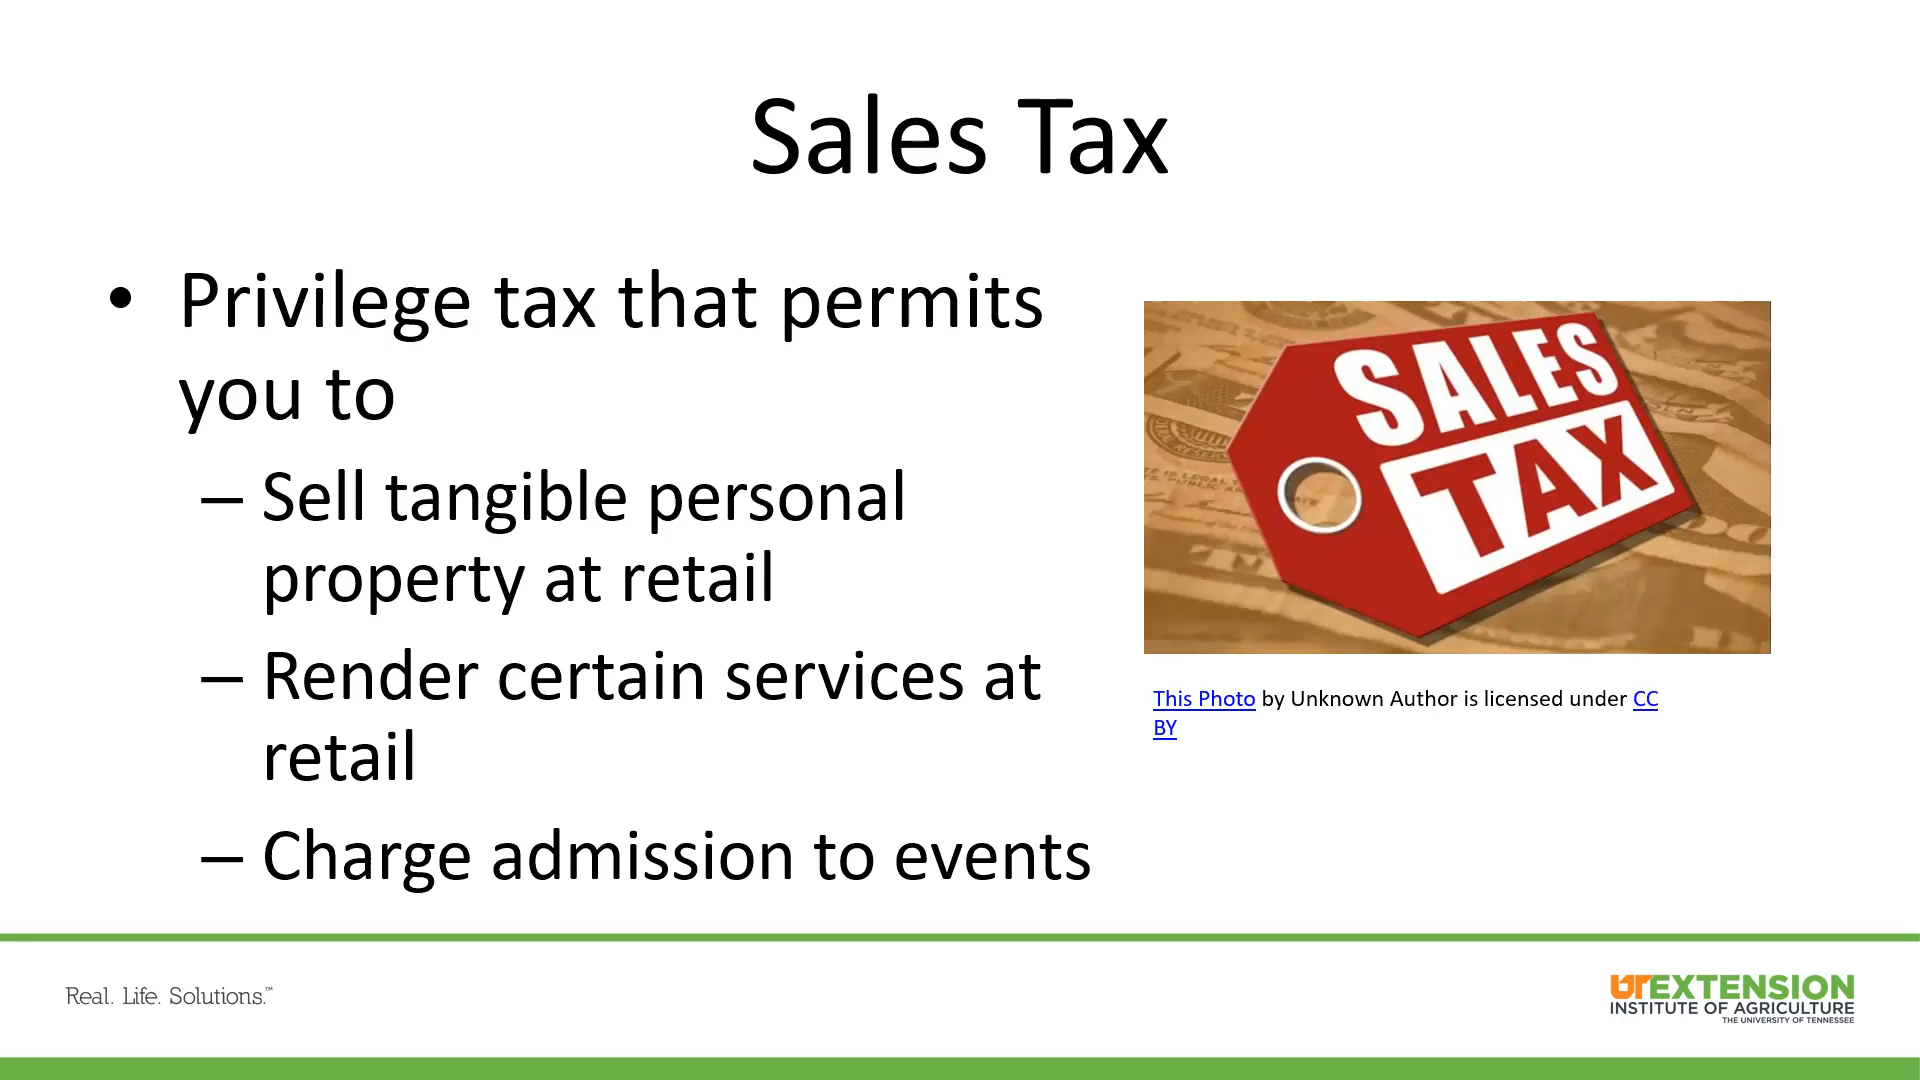 Sales Tax
• Privilege tax that permits
you to
– Sell tangible personal
property at retail
– Render certain services at
retail
– Charge admission to events
SALES
TAX
This Photo by Unknown Author is licensed under CC
BY
Real. Life. Solutions.™
UT EXTENSION
INSTITUTE OF AGRICULTURE
THE UNIVERSITY OF TENNESSEE